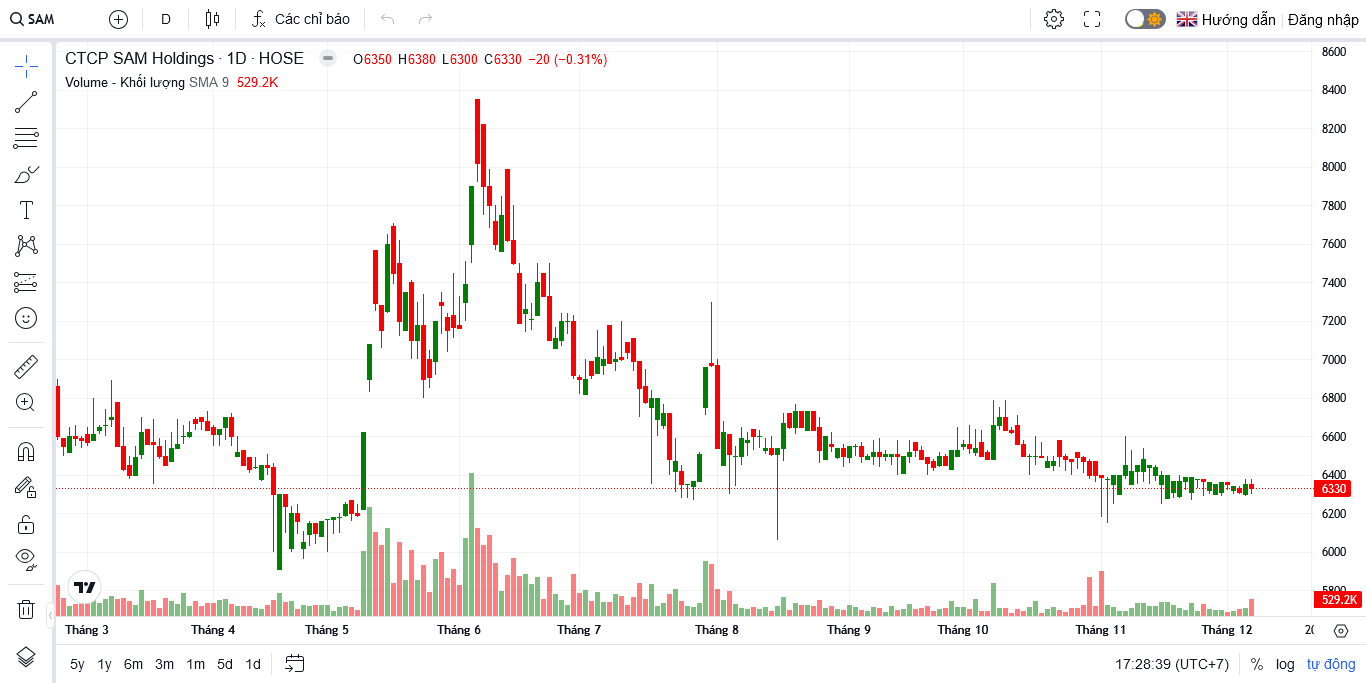 SAM D Các chỉ báo Hướng dẫn Đăng nhập
CTCP SAM Holdings · 1D · HOSE O6350 H6380 L6300 C6330 −20 (−0.31%)
Volume - Khối lượng SMA 9 529.2K
8600
8400
8200
8000
7800
7600
7400
7200
7000
6800
6600
6400
6330
6200
6000
5800
529.2K
Tháng 3 Tháng 4 Tháng 5 Tháng 6 Tháng 7 Tháng 8 Tháng 9 Tháng 10 Tháng 11 Tháng 12
5y 1y 6m 3m 1m 5d 1d 17:28:39 (UTC+7) % log tự động